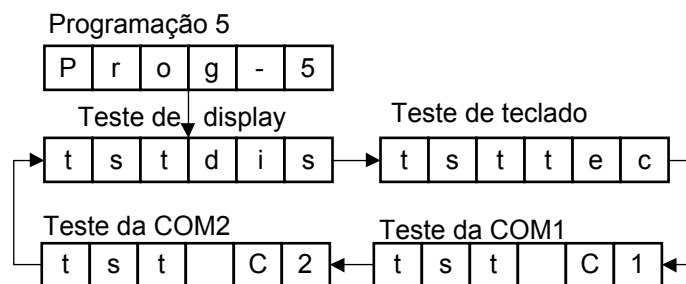 Programação 5
P r o g - 5
Teste de display
t s t d i s
Teste de teclado
t s t t e c
Teste da COM2
t s t C 2
Teste da COM1
t s t C 1